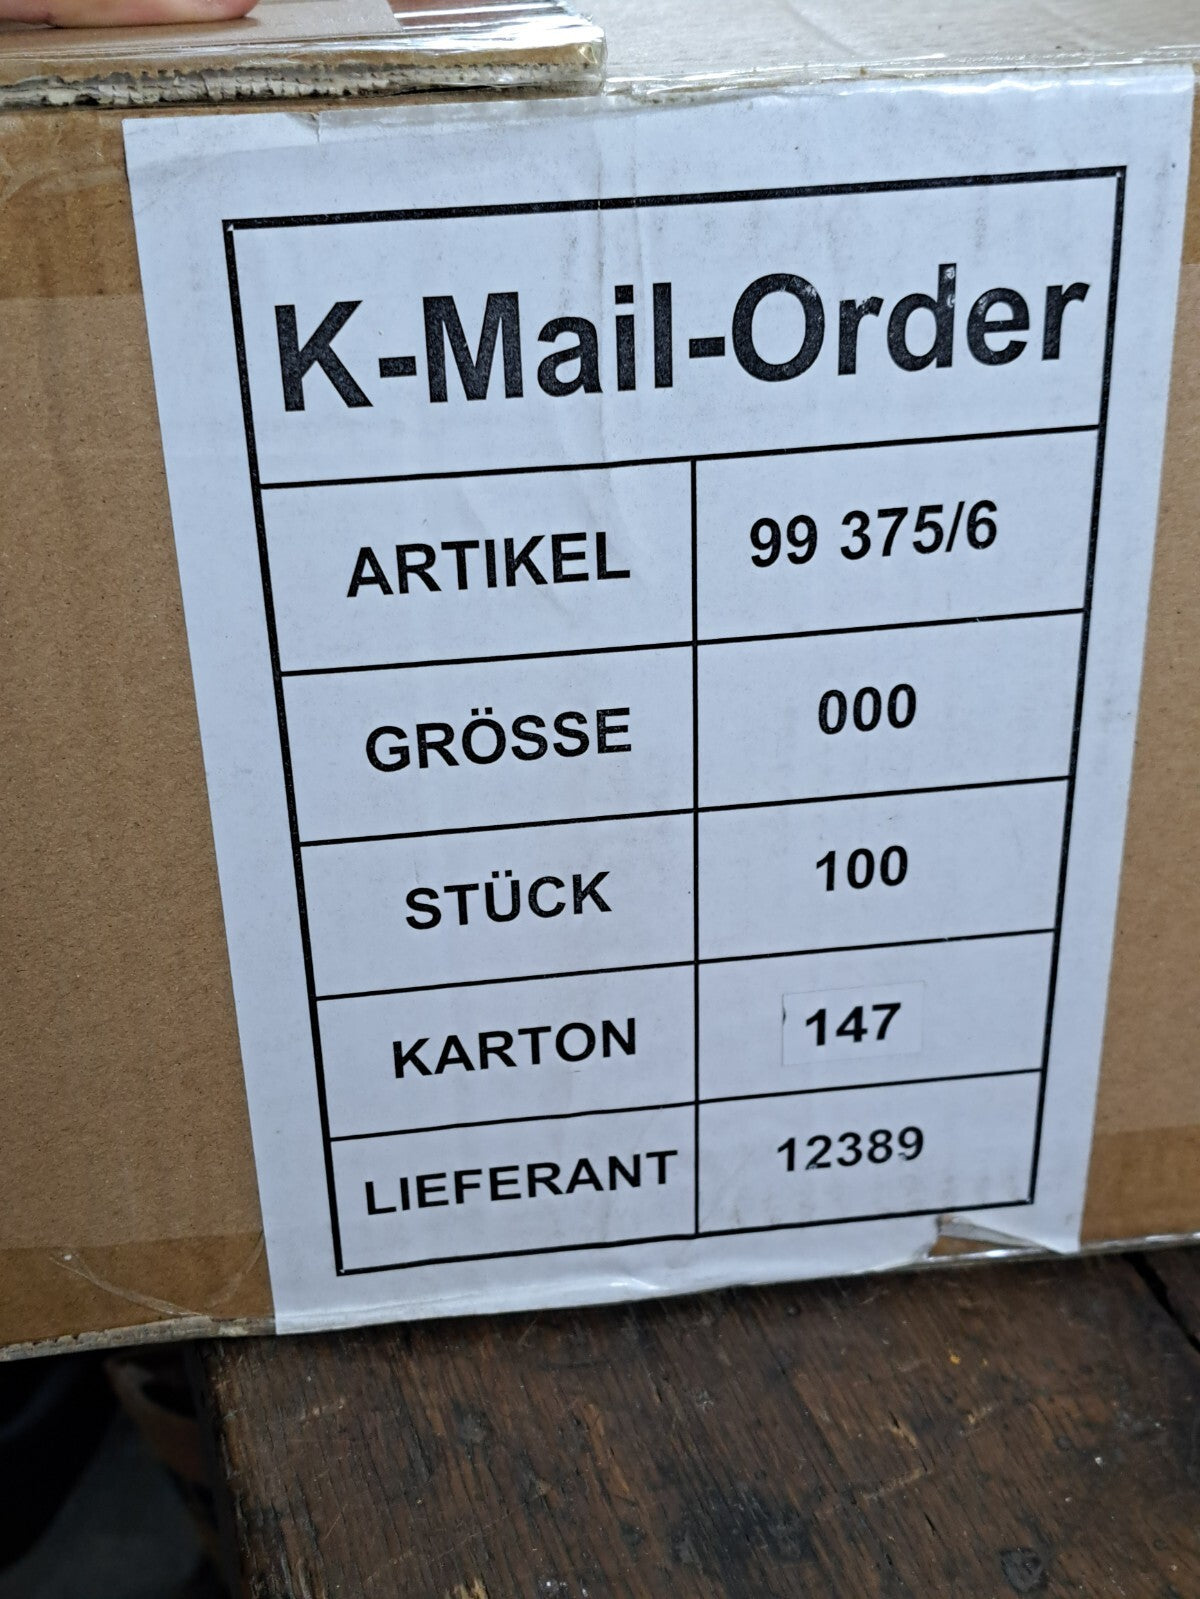 K-Mail-Order
ARTIKEL 99 375/6
GRÖSSE 000
STÜCK 100
KARTON 147
LIEFERANT 12389